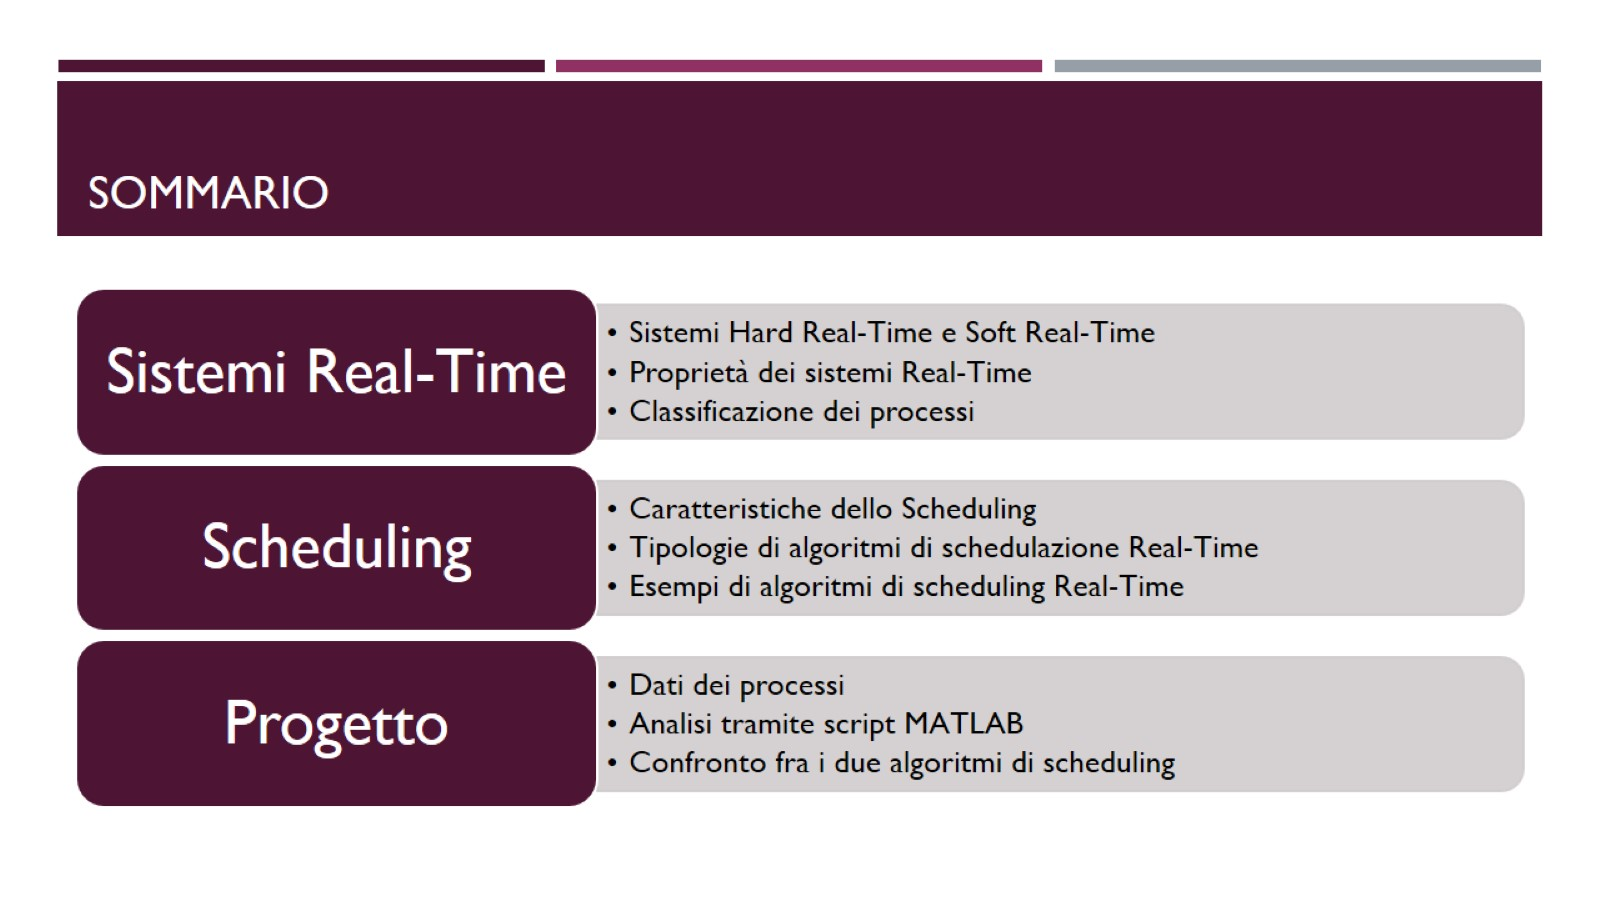 SOMMARIO
Sistemi Real-Time
• Sistemi Hard Real-Time e Soft Real-Time
• Proprietà dei sistemi Real-Time
• Classificazione dei processi
Scheduling
• Caratteristiche dello Scheduling
• Tipologie di algoritmi di schedulazione Real-Time
• Esempi di algoritmi di scheduling Real-Time
Progetto
• Dati dei processi
• Analisi tramite script MATLAB
• Confronto fra i due algoritmi di scheduling